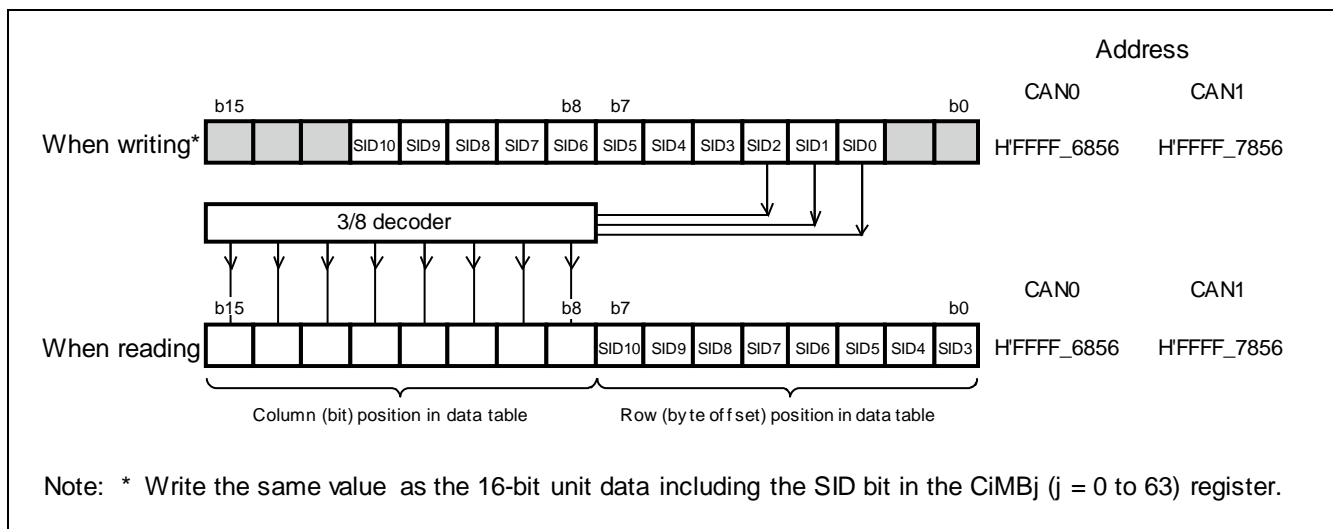 Address
CAN0 CAN1
b15 b8 b7 b0
When writing* SID10 SID9 SID8 SID7 SID6 SID5 SID4 SID3 SID2 SID1 SID0 H'FFFF_6856 H'FFFF_7856
3/8 decoder
CAN0 CAN1
b15 b8 b7 b0
When reading SID10 SID9 SID8 SID7 SID6 SID5 SID4 SID3 H'FFFF_6856 H'FFFF_7856
Column (bit) position in data table Row (byte offset) position in data table
Note: * Write the same value as the 16-bit unit data including the SID bit in the CiMBj (j = 0 to 63) register.